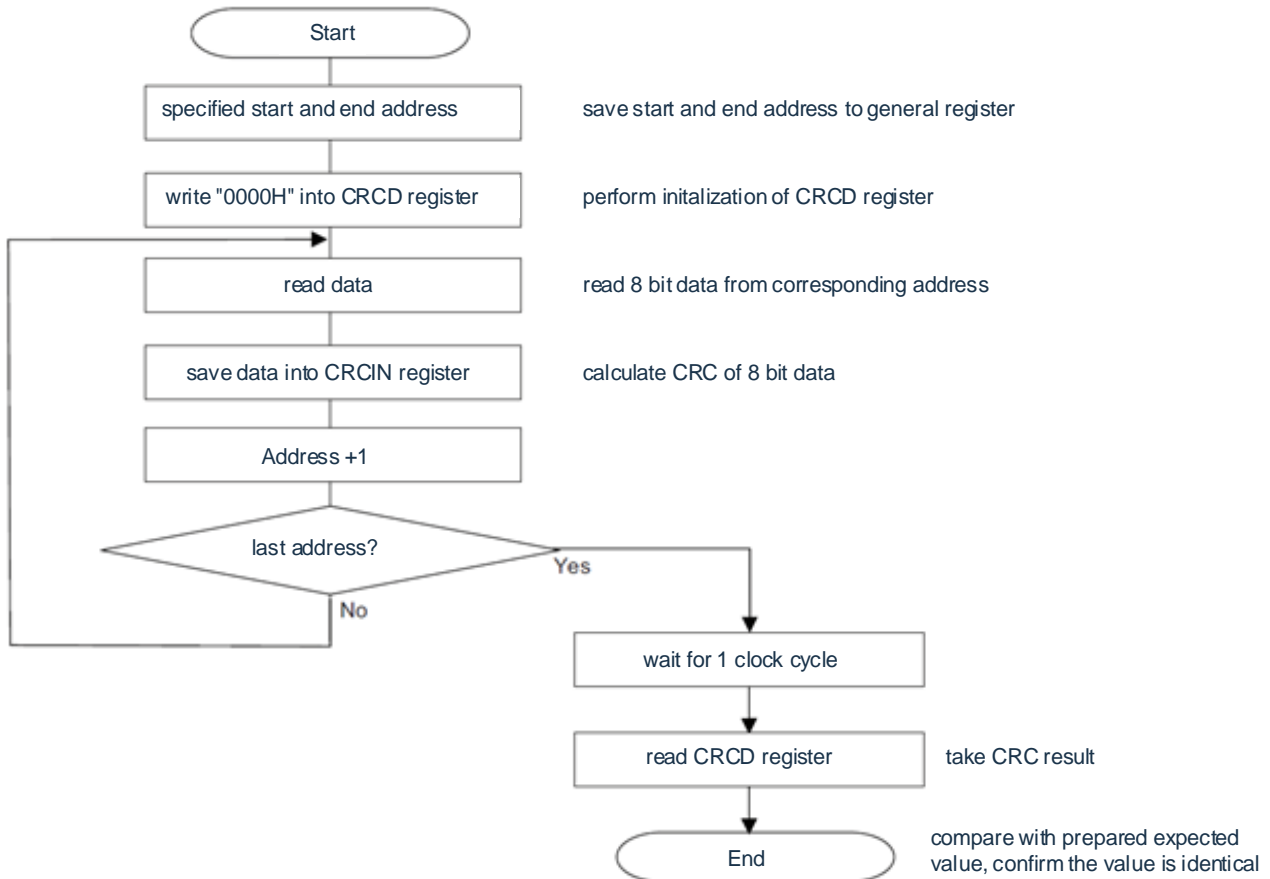 Start
specified start and end address
save start and end address to general register
write "0000H" into CRCD register
perform initalization of CRCD register
read data
read 8 bit data from corresponding address
save data into CRCIN register
calculate CRC of 8 bit data
Address +1
last address?
Yes
No
wait for 1 clock cycle
read CRCD register
take CRC result
End
compare with prepared expected
value, confirm the value is identical